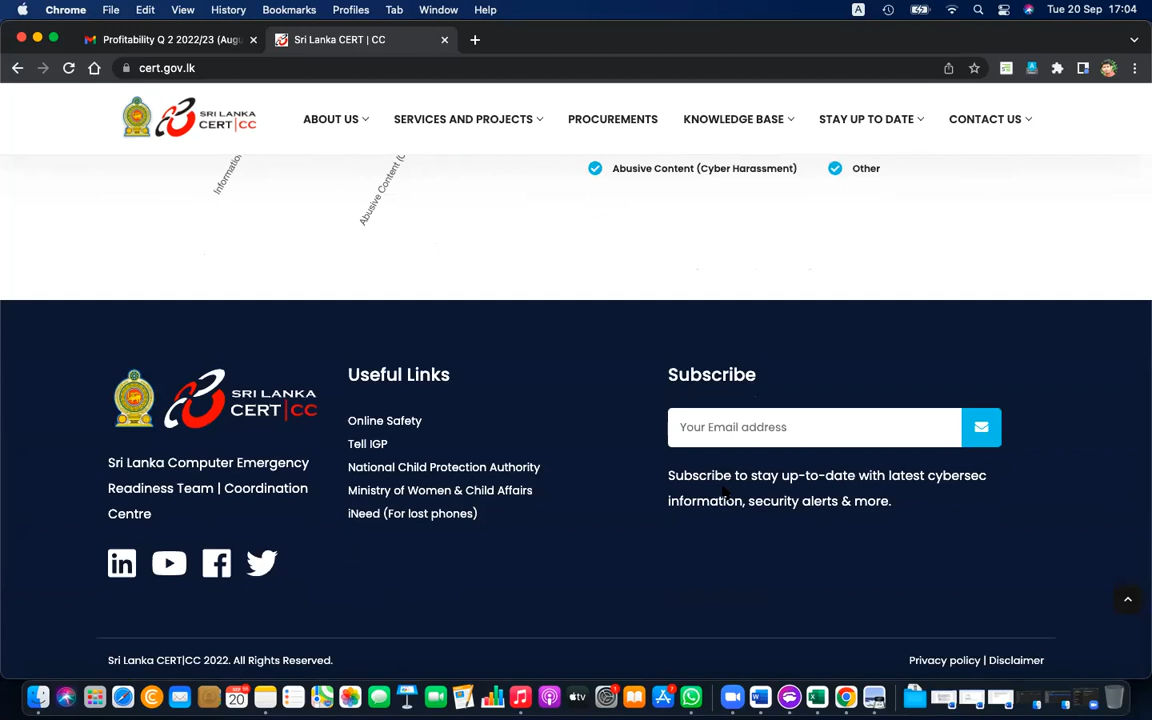 Chrome File Edit View History Bookmarks Profiles Tab Window Help A Tue 20 Sep 17:04
Profitability Q 2 2022/23 (Augu Sri Lanka CERT | CC
cert.gov.lk
SRI LANKA
CERT|CC
ABOUT US SERVICES AND PROJECTS PROCUREMENTS KNOWLEDGE BASE STAY UP TO DATE CONTACT US
Information
Abusive Content (C
Abusive Content (Cyber Harassment) Other
SRI LANKA
CERT|CC
Sri Lanka Computer Emergency
Readiness Team | Coordination
Centre
Useful Links
Online Safety
Tell IGP
National Child Protection Authority
Ministry of Women & Child Affairs
iNeed (For lost phones)
Subscribe
Your Email address
Subscribe to stay up-to-date with latest cybersec
information, security alerts & more.
Sri Lanka CERT|CC 2022. All Rights Reserved.
Privacy policy | Disclaimer